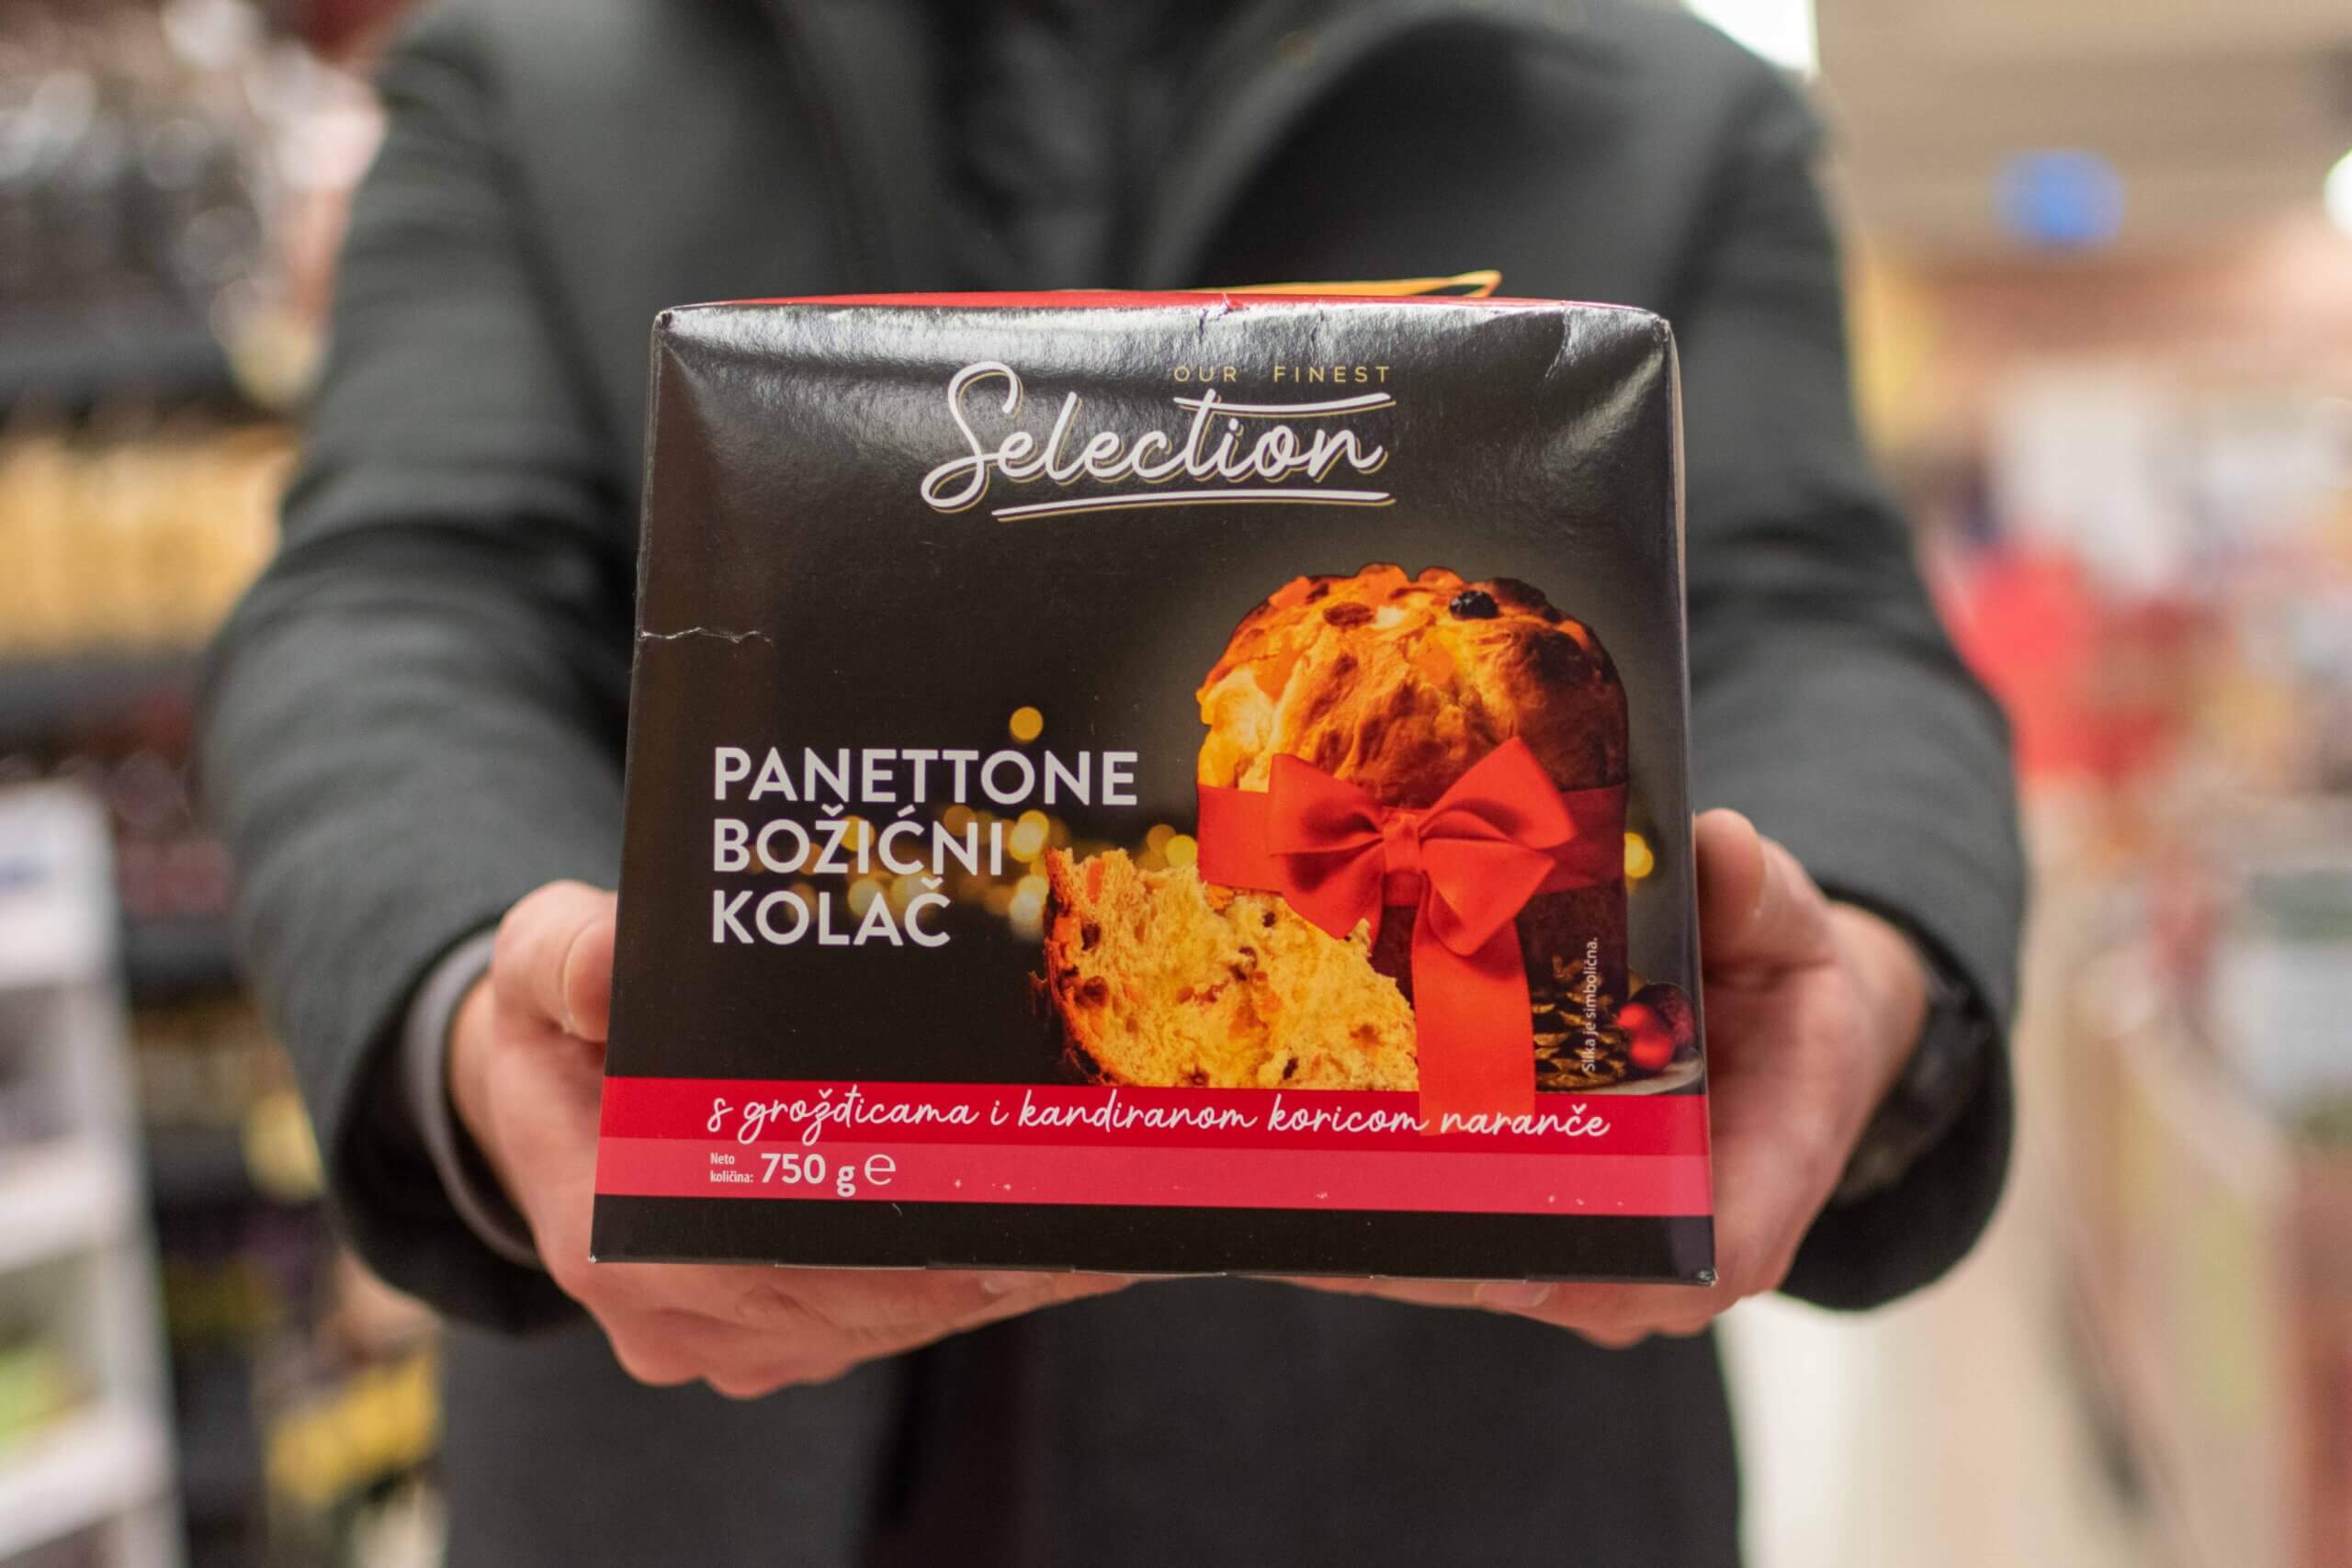 OUR FINEST
Selection
PANETTONE
BOŽIĆNI
KOLAČ
Slika je simbolična.
s grožđicama i kandiranom koricom naranče
Neto
količina: 750 g ℮